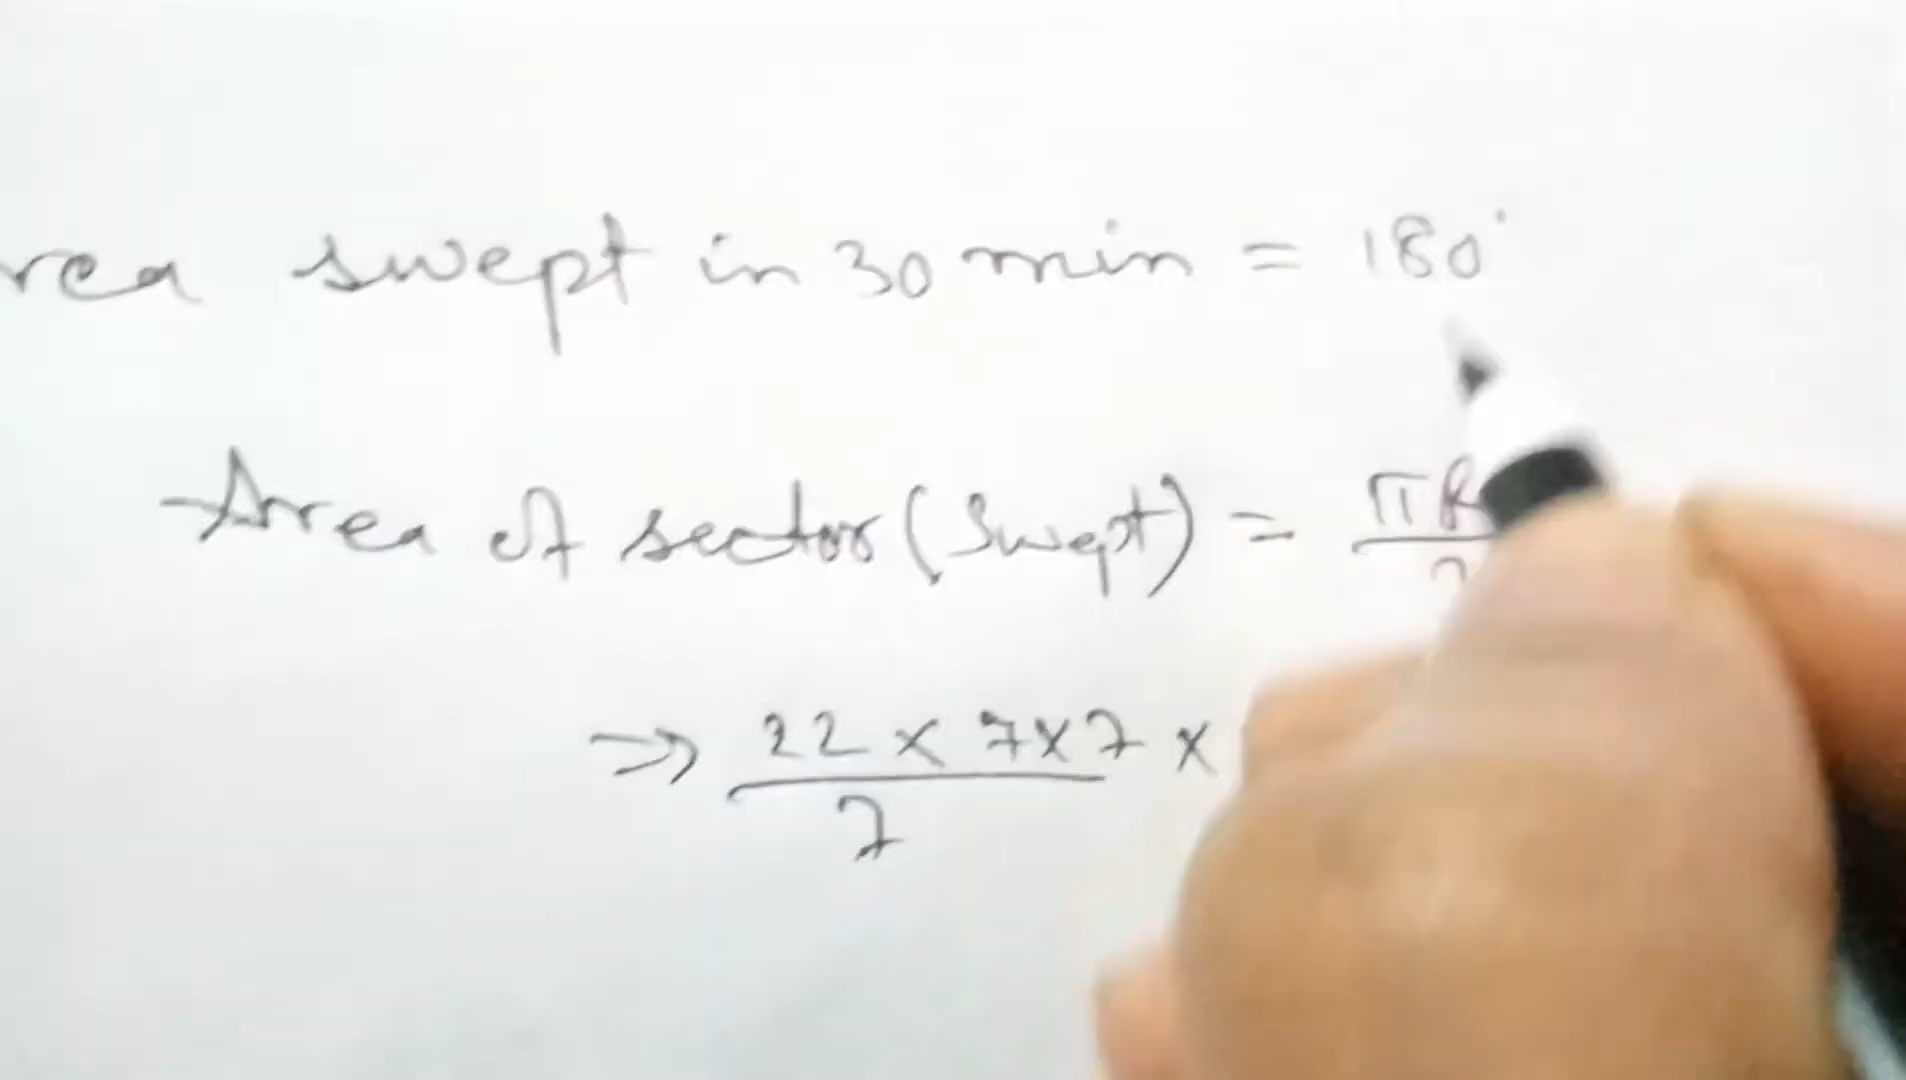 rea swept in 30 min = 180°
Area of sector (Swept) = πR
⇒ 22 × 7×7 ×
7